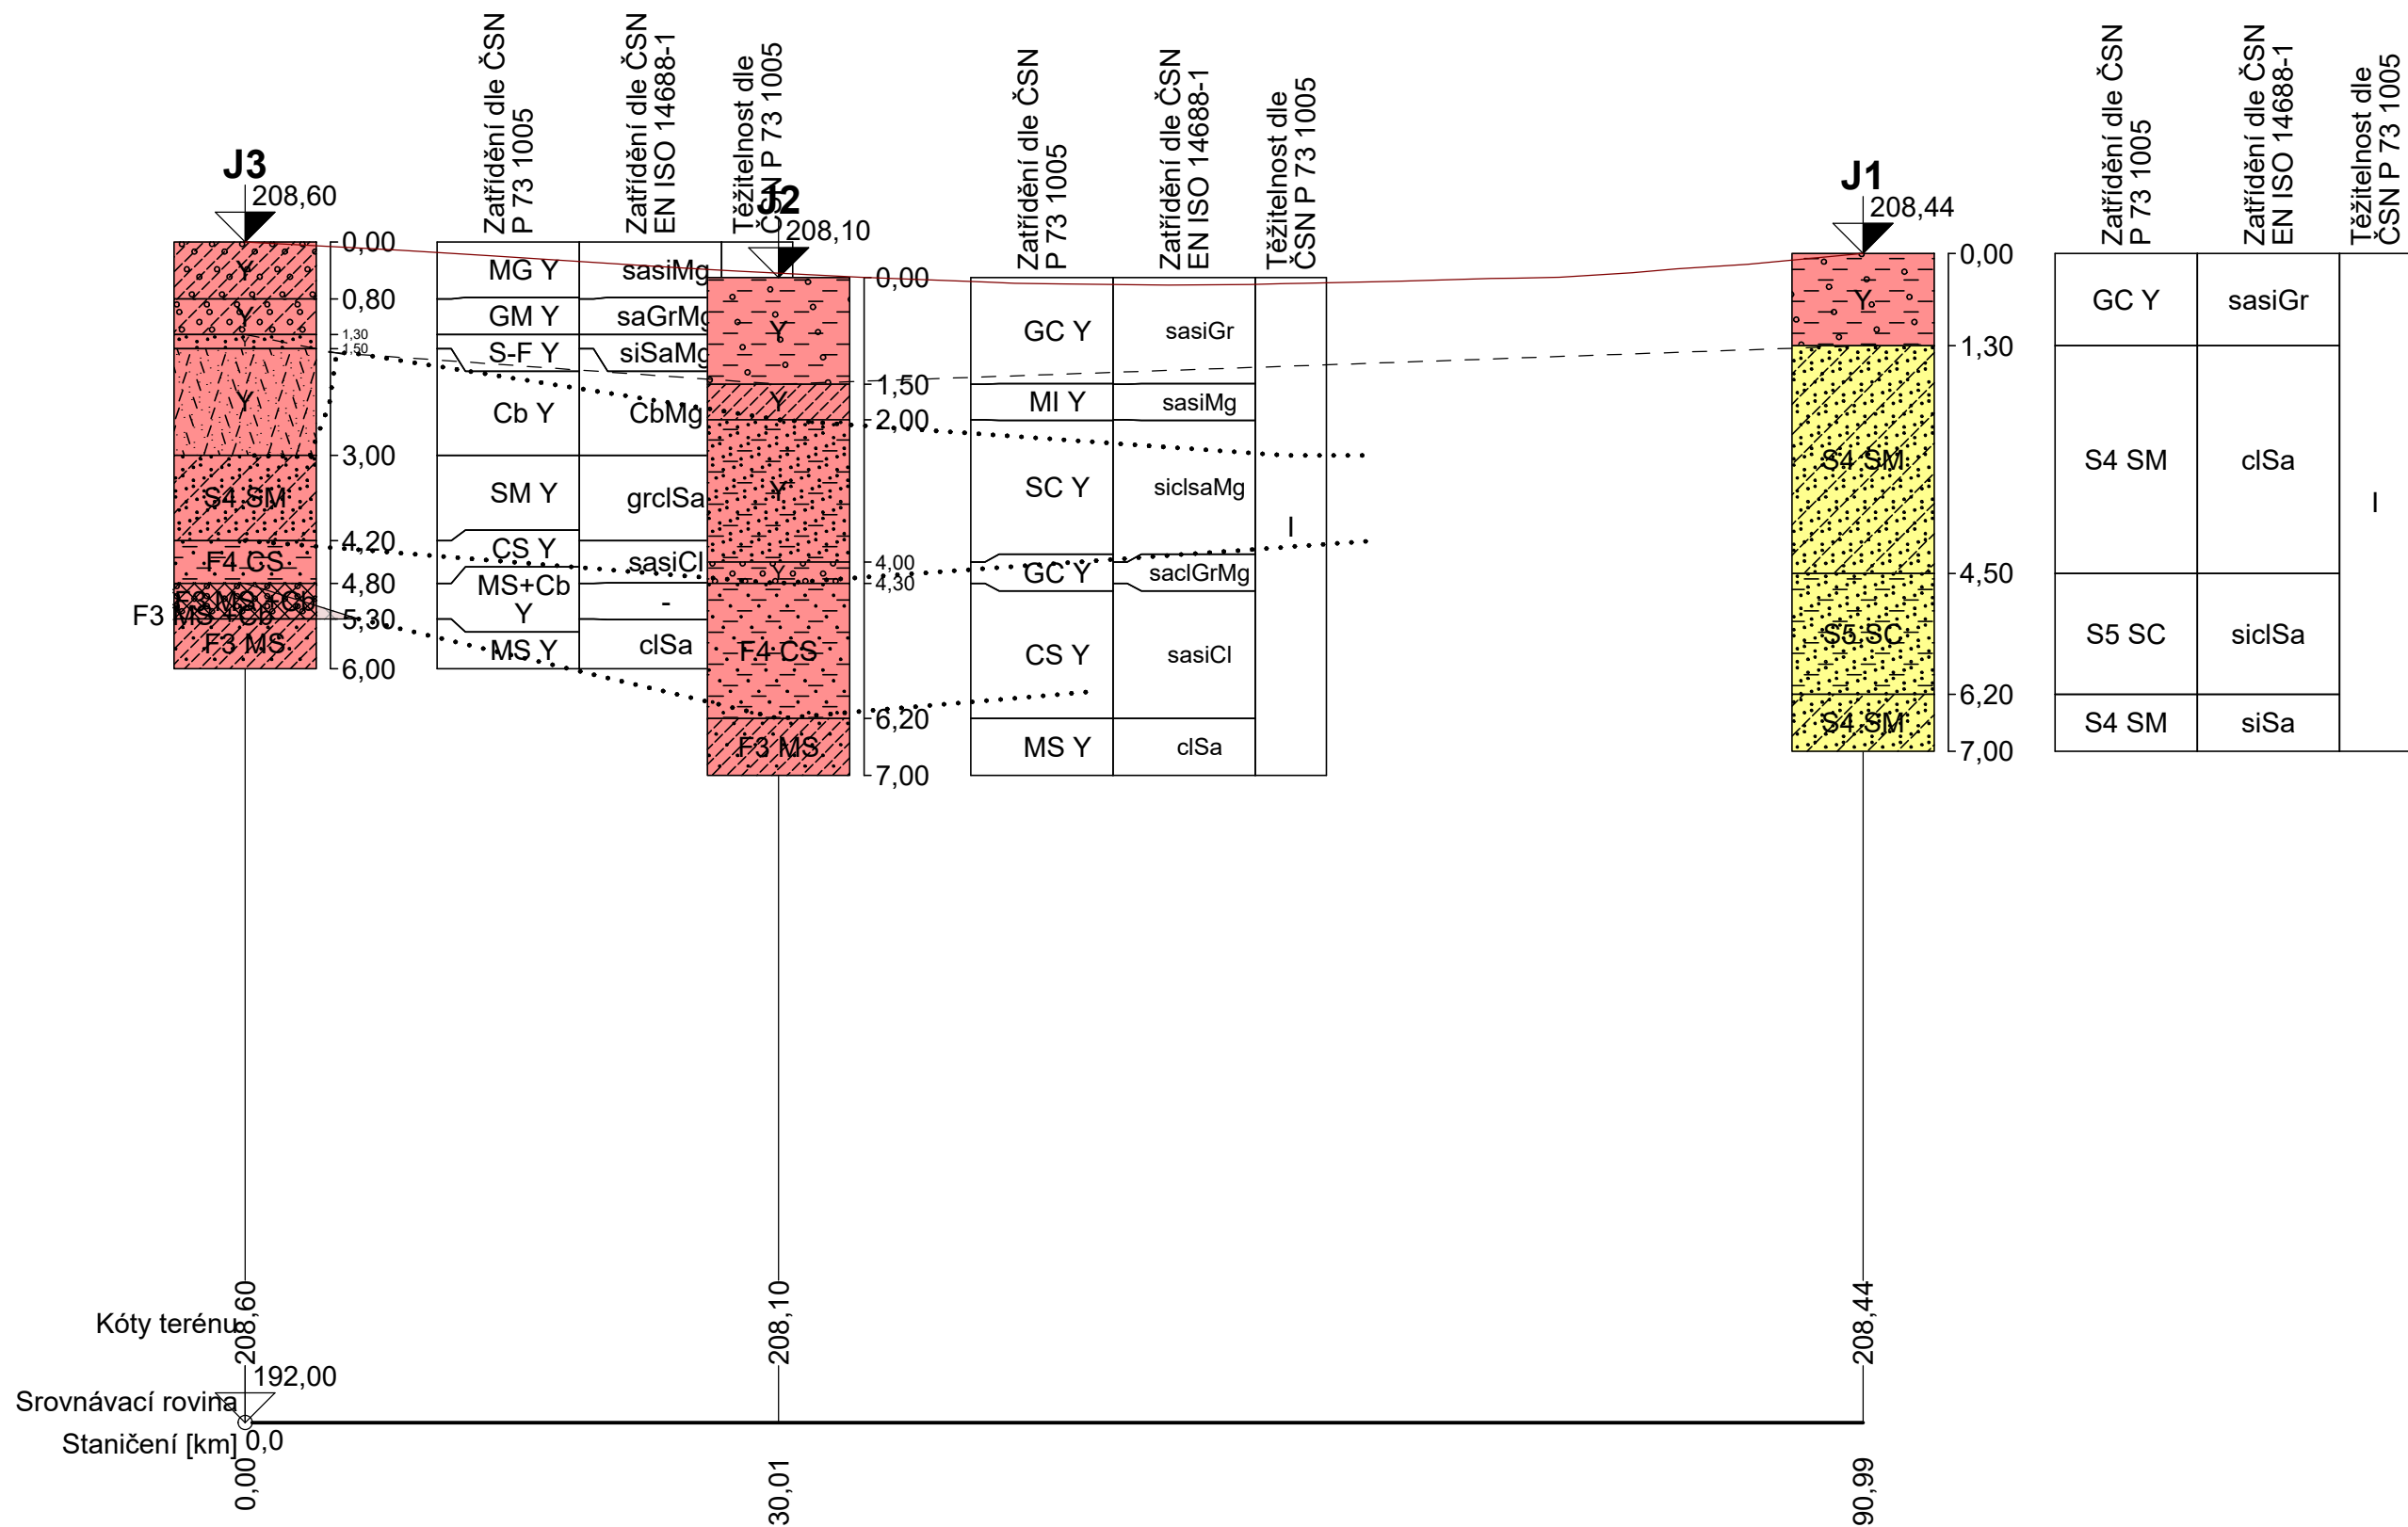 Zatřídění dle ČSN
P 73 1005
Zatřídění dle ČSN
EN ISO 14688-1
Těžitelnost dle
ČSN P 73 1005
Zatřídění dle ČSN
P 73 1005
Zatřídění dle ČSN
EN ISO 14688-1
Těžitelnost dle
ČSN P 73 1005
Zatřídění dle ČSN
P 73 1005
Zatřídění dle ČSN
EN ISO 14688-1
Těžitelnost dle
ČSN P 73 1005
J3
208,60
Y
Y
Y
Y
S4 SM
F4 CS
F3 MS +Cb
F3 MS +Cb
F3 MS
0,00
0,80
1,30
1,50
3,00
4,20
4,80
5,30
6,00
MG Y
sasiMg
GM Y
saGrMg
S-F Y
siSaMg
Cb Y
CbMg
SM Y
grclSa
CS Y
sasiCl
MS+Cb
Y
-
MS Y
clSa
J2
208,10
Y
Y
Y
Y
F4 CS
F3 MS
0,00
1,50
2,00
4,00
4,30
6,20
7,00
GC Y
sasiGr
MI Y
sasiMg
SC Y
siclsaMg
GC Y
saclGrMg
CS Y
sasiCl
MS Y
clSa
I
J1
208,44
Y
S4 SM
S5 SC
S4 SM
0,00
1,30
4,50
6,20
7,00
GC Y
sasiGr
S4 SM
clSa
S5 SC
siclSa
S4 SM
siSa
I
Kóty terénu
208,60
208,10
208,44
192,00
Srovnávací rovina
Staničení [km]
0,0
0,00
30,01
90,99